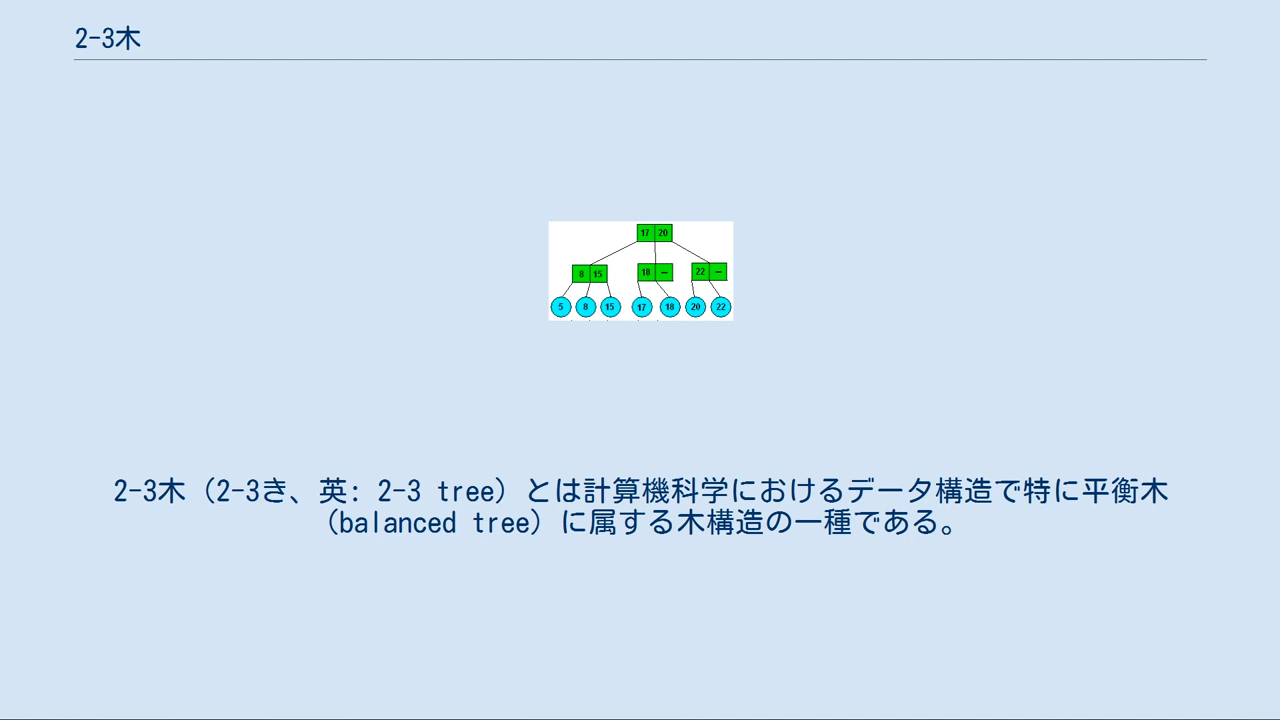 2-3木
17 20
8 15 18 − 22 −
5 8 15 17 18 20 22
2-3木（2-3き、英: 2-3 tree）とは計算機科学におけるデータ構造で特に平衡木
（balanced tree）に属する木構造の一種である。